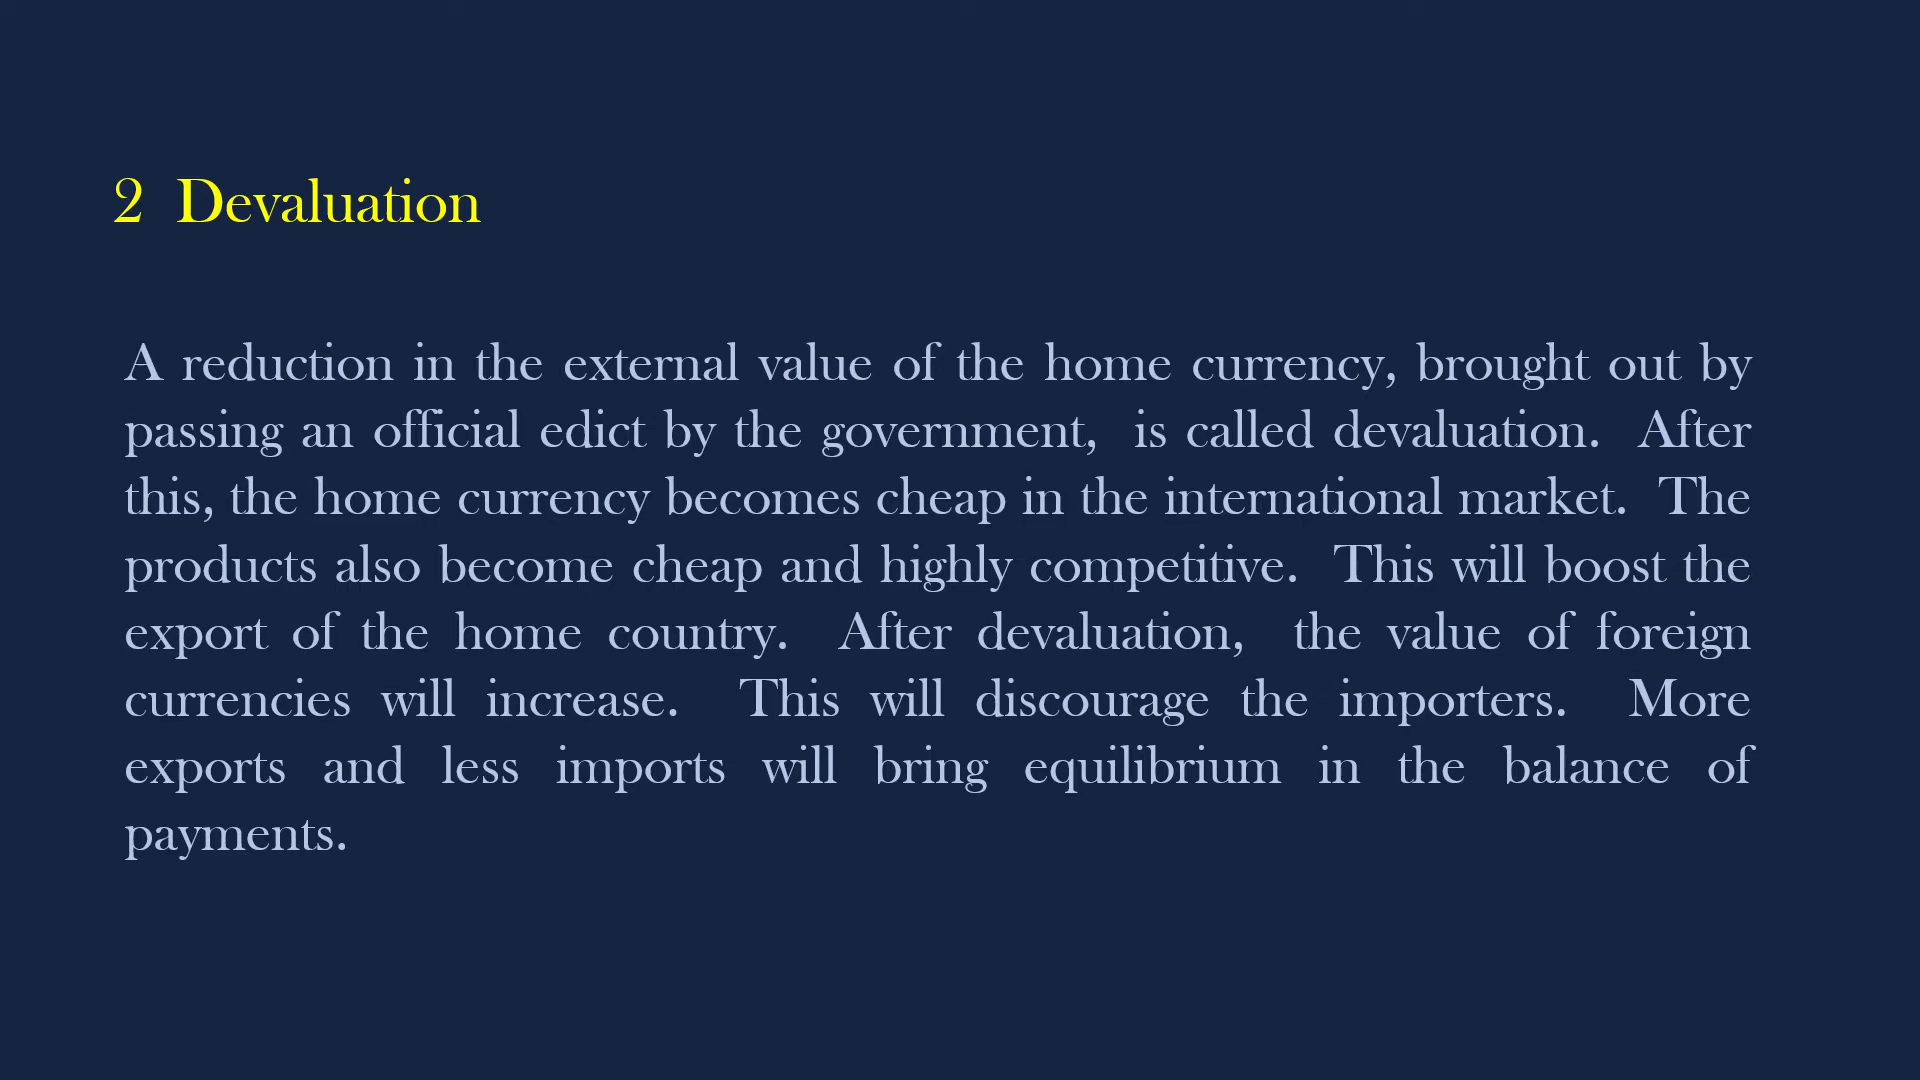 2  Devaluation
A reduction in the external value of the home currency, brought out by
passing an official edict by the government,  is called devaluation.  After
this, the home currency becomes cheap in the international market.  The
products also become cheap and highly competitive.  This will boost the
export of the home country.  After devaluation,  the value of foreign
currencies will increase.  This will discourage the importers.  More
exports and less imports will bring equilibrium in the balance of
payments.